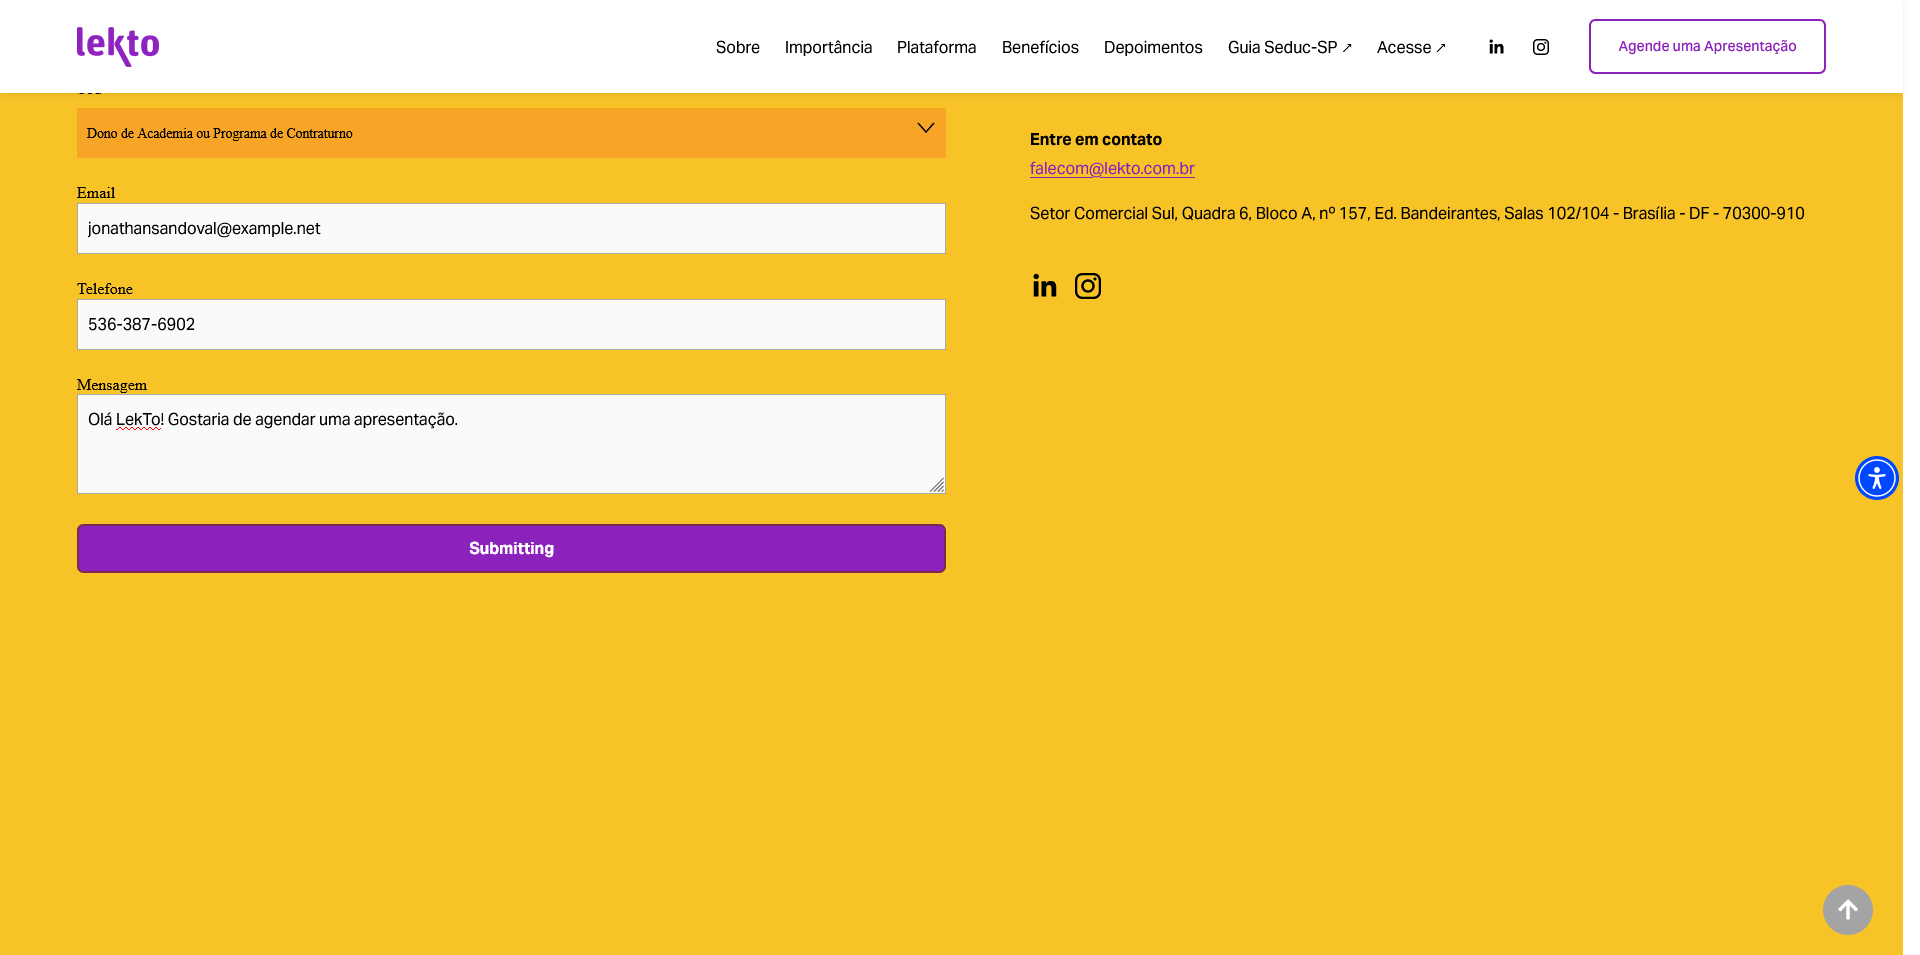 lekto
Sobre Importância Plataforma Benefícios Depoimentos Guia Seduc-SP ↗ Acesse ↗ Agende uma Apresentação
Dono de Academia ou Programa de Contraturno
Email
jonathansandoval@example.net
Telefone
536-387-6902
Mensagem
Olá LekTo! Gostaria de agendar uma apresentação.
Submitting
Entre em contato
falecom@lekto.com.br
Setor Comercial Sul, Quadra 6, Bloco A, nº 157, Ed. Bandeirantes, Salas 102/104 - Brasília - DF - 70300-910